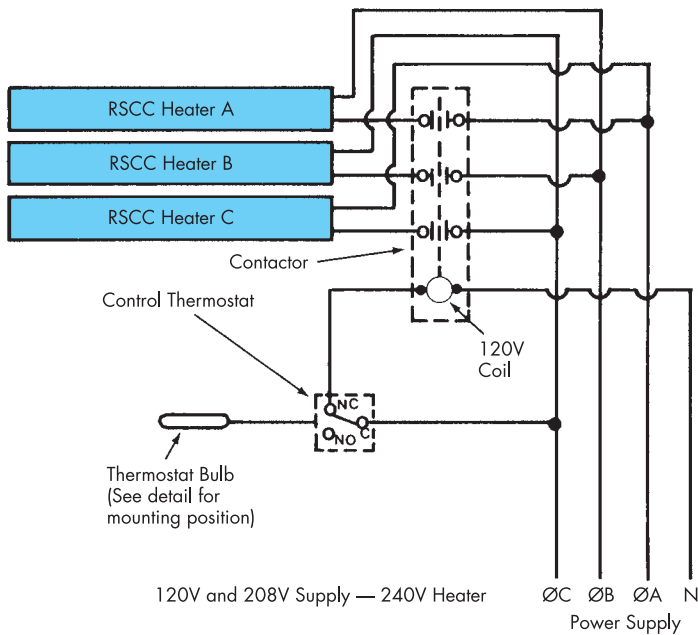 RSCC Heater A
RSCC Heater B
RSCC Heater C
Contactor
Control Thermostat
120V
Coil
NC
C
NO
Thermostat Bulb
(See detail for
mounting position)
120V and 208V Supply — 240V Heater
ØC ØB ØA N
Power Supply